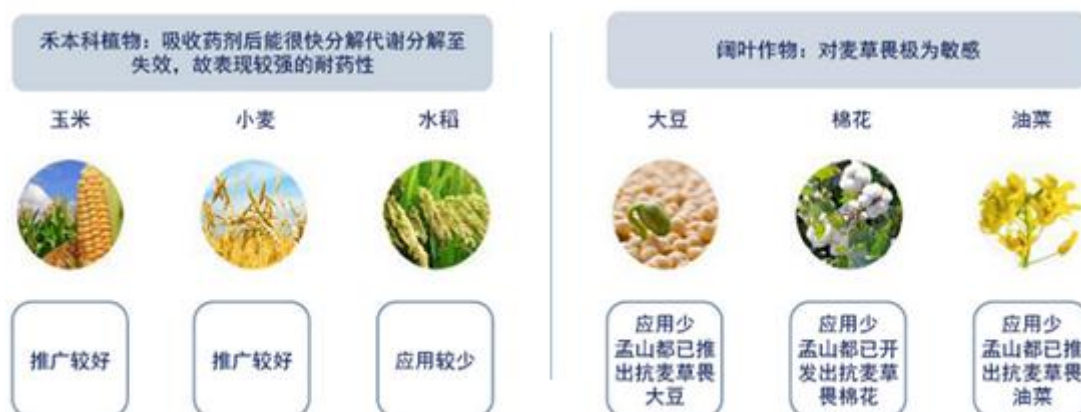 禾本科植物：吸收药剂后能很快分解代谢分解至
失效，故表现较强的耐药性
阔叶作物：对麦草畏极为敏感
玉米
小麦
水稻
大豆
棉花
油菜
推广较好
推广较好
应用较少
应用少
孟山都已推
出抗麦草畏
大豆
应用少
孟山都已开
发出抗麦草
畏棉花
应用少
孟山都已推
出抗麦草畏
油菜